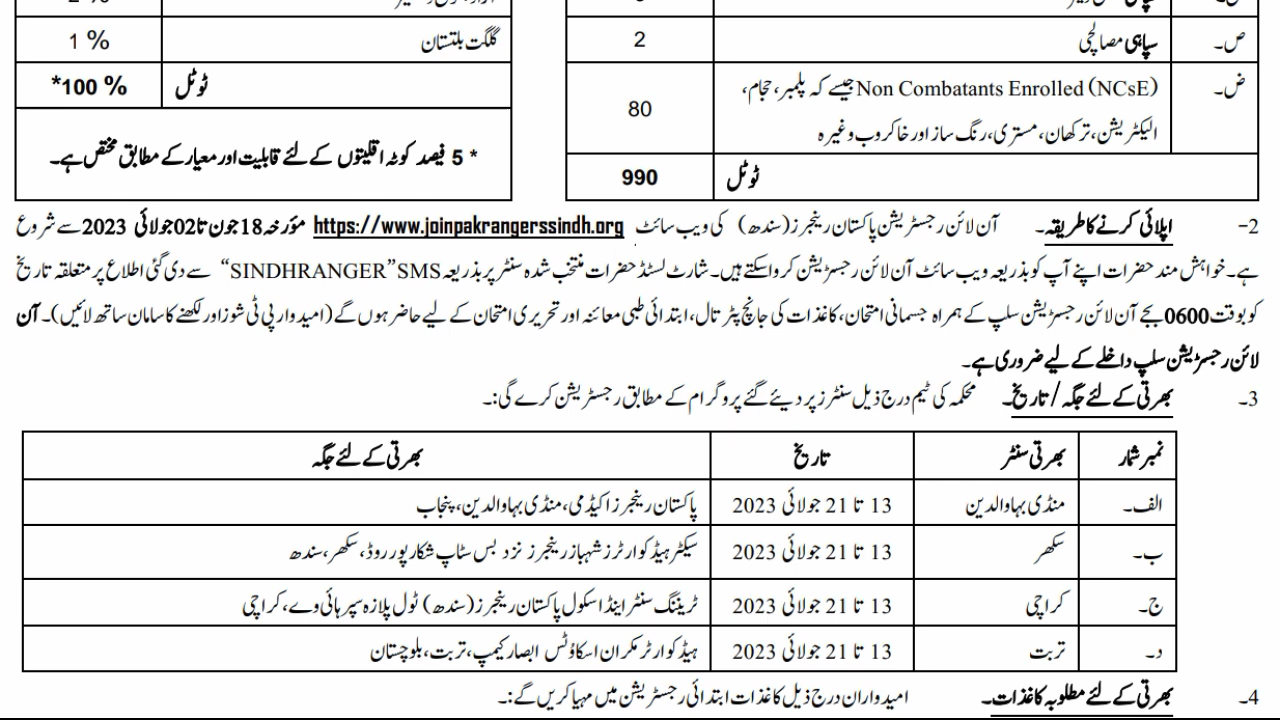 ص۔ سپاہی مصالچی 2
ض۔ Non Combatants Enrolled (NCsE) جیسے کہ پلمبر، حجام،
الیکٹریشن، ترکھان، مستری، رنگ ساز اور خاکروب وغیرہ 80
ٹوٹل 990
گلگت بلتستان 1 %
ٹوٹل *100 %
* 5 فیصد کوٹہ اقلیتوں کے لئے قابلیت اور معیار کے مطابق مختص ہے۔
2- اپلائی کرنے کا طریقہ۔ آن لائن رجسٹریشن پاکستان رینجرز (سندھ) کی ویب سائٹ https://www.joinpakrangerssindh.org مؤرخہ 18 جون تا 02 جولائی 2023 سے شروع
ہے۔ خواہش مند حضرات اپنے آپ کو بذریعہ ویب سائٹ آن لائن رجسٹریشن کروا سکتے ہیں۔ شارٹ لسٹڈ حضرات منتخب شدہ سنٹر پر بذریعہ SMS "SINDHRANGER" سے دی گئی اطلاع پر متعلقہ تاریخ
کو بوقت 0600 بجے آن لائن رجسٹریشن سلپ کے ہمراہ جسمانی امتحان، کاغذات کی جانچ پڑتال، ابتدائی طبی معائنہ اور تحریری امتحان کے لیے حاضر ہوں گے (امیدوار پی ٹی شوز اور لکھنے کا سامان ساتھ لائیں)۔ آن
لائن رجسٹریشن سلپ داخلے کے لیے ضروری ہے۔
3۔ بھرتی کے لئے جگہ / تاریخ۔ محکمہ کی ٹیم درج ذیل سنٹرز پر دیئے گئے پروگرام کے مطابق رجسٹریشن کرے گی:۔
نمبر شمار بھرتی سنٹر تاریخ بھرتی کے لئے جگہ
الف۔ منڈی بہاوالدین 13 تا 21 جولائی 2023 پاکستان رینجرز اکیڈمی، منڈی بہاوالدین، پنجاب
ب۔ سکھر 13 تا 21 جولائی 2023 سیکٹر ہیڈ کوارٹرز شہباز رینجرز نزد بس سٹاپ شکارپور روڈ، سکھر، سندھ
ج۔ کراچی 13 تا 21 جولائی 2023 ٹریننگ سنٹر اینڈ اسکول پاکستان رینجرز (سندھ) ٹول پلازہ سپر ہائی وے، کراچی
د۔ تربت 13 تا 21 جولائی 2023 ہیڈ کوارٹر مکران اسکاؤٹس ابصار کیمپ، تربت، بلوچستان
4۔ بھرتی کے لئے مطلوبہ کاغذات۔ امیدواران درج ذیل کاغذات ابتدائی رجسٹریشن میں مہیا کریں گے:۔